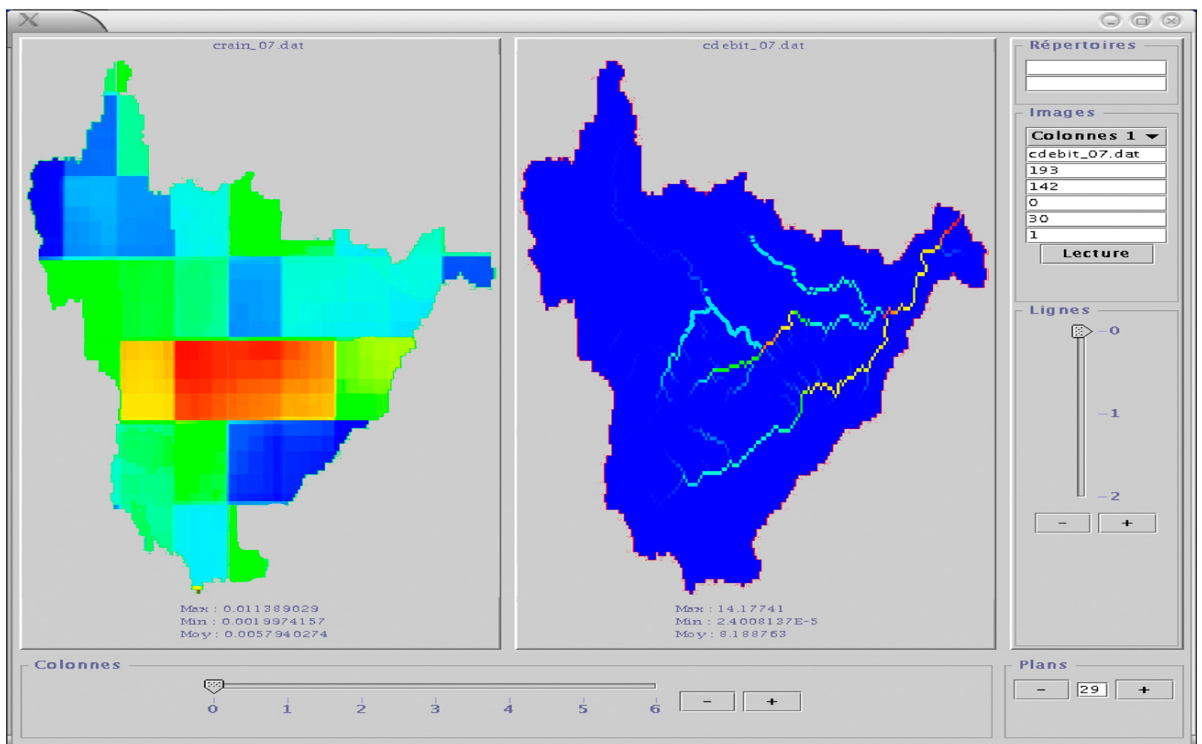 crain_07.dat
Max : 0.011389029
Min : 0.0019974157
Moy : 0.0057940274
cdebit_07.dat
Max : 14.17741
Min : 2.4008137E-5
Moy : 8.188763
Répertoires
Images
Colonnes 1
cdebit_07.dat
193
142
0
30
1
Lecture
Lignes
0
1
2
- +
Colonnes
0 1 2 3 4 5 6
- +
Plans
- 29 +